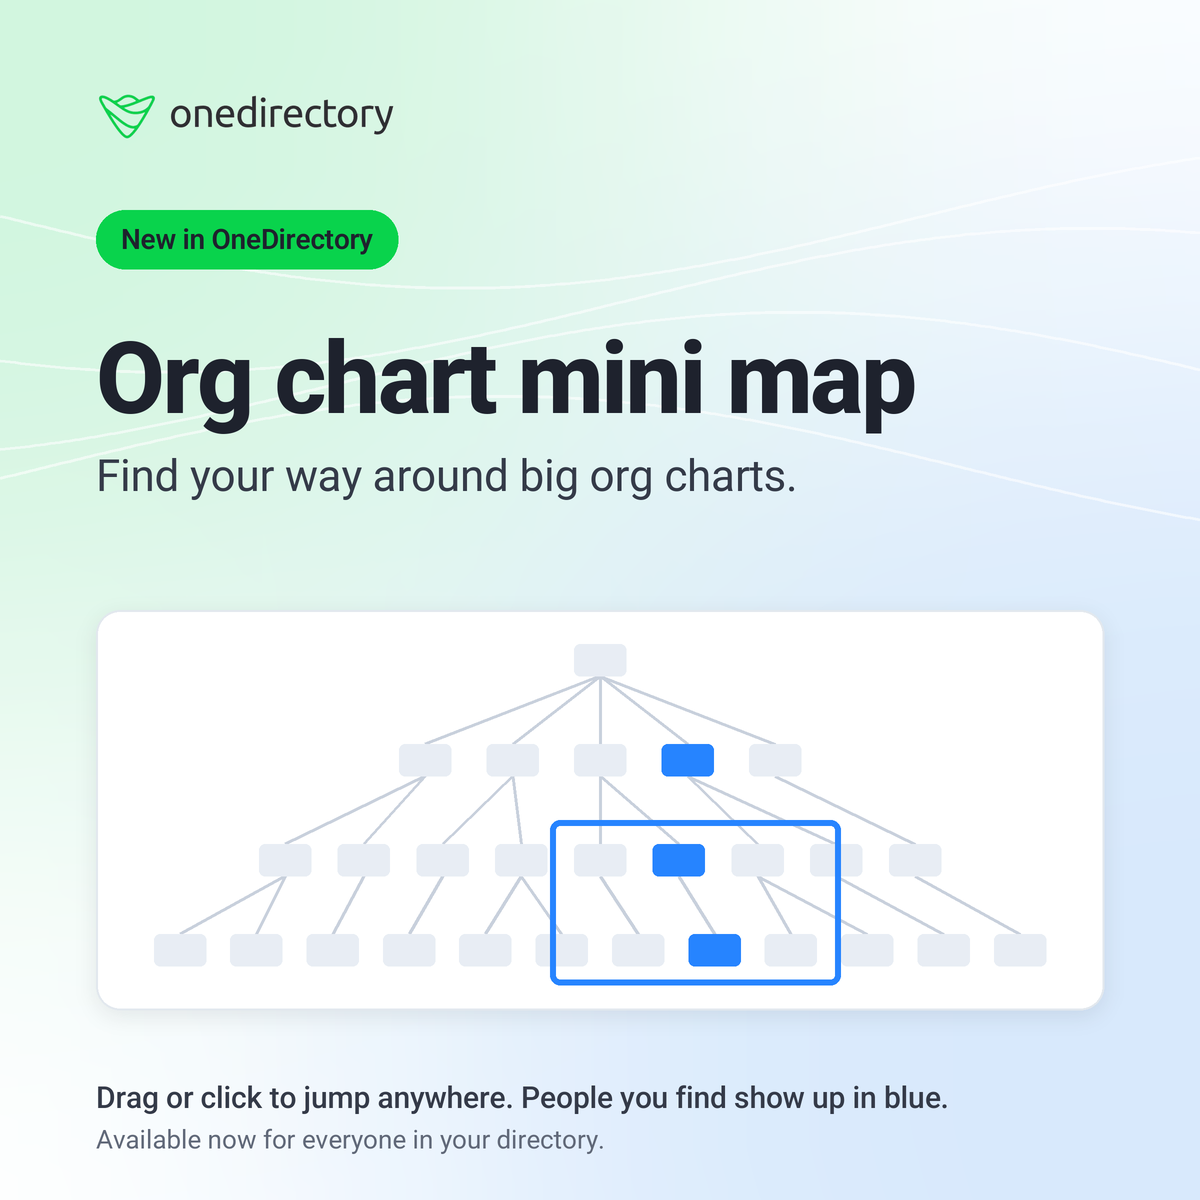 onedirectory
New in OneDirectory
Org chart mini map
Find your way around big org charts.
Drag or click to jump anywhere. People you find show up in blue.
Available now for everyone in your directory.